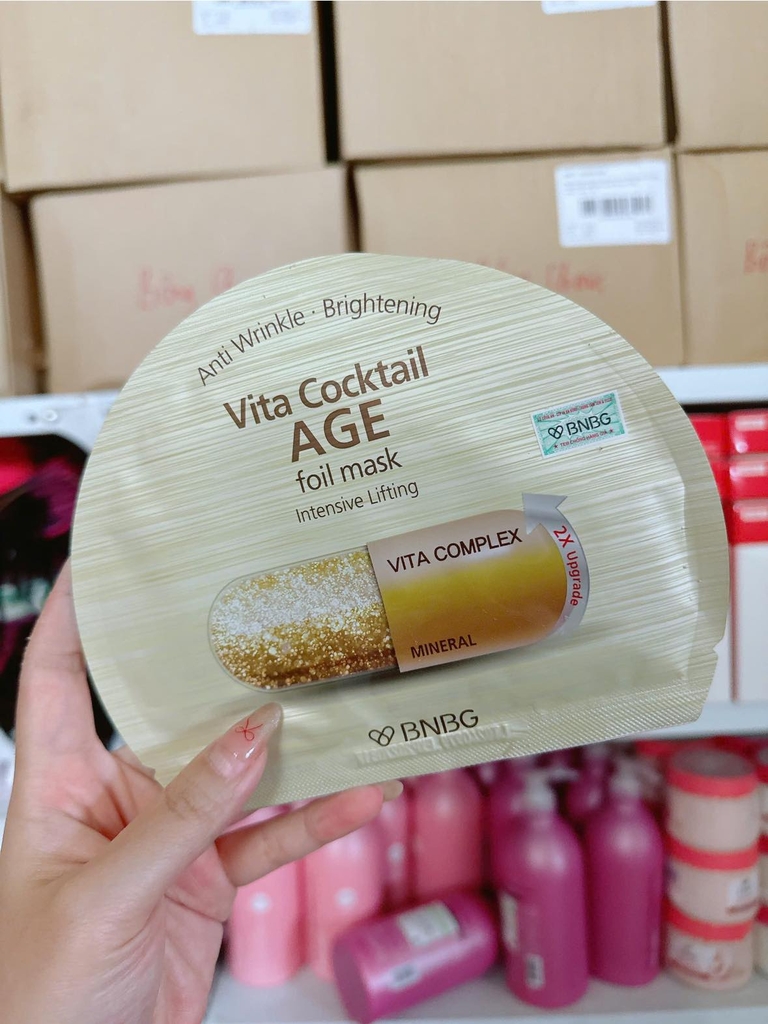 Anti Wrinkle · Brightening
Vita Cocktail
AGE
foil mask
Intensive Lifting
BNBG
VITA COMPLEX
2X Upgrade
MINERAL
BNBG